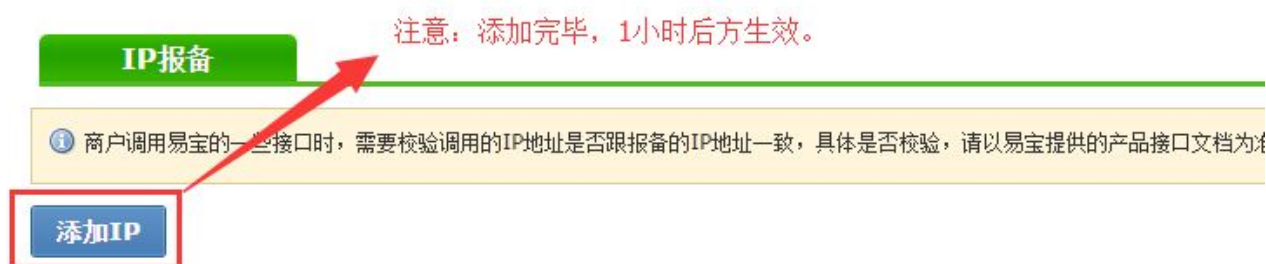 注意：添加完毕，1小时后方生效。
IP报备
商户调用易宝的一些接口时，需要校验调用的IP地址是否跟报备的IP地址一致，具体是否校验，请以易宝提供的产品接口文档为准
添加IP